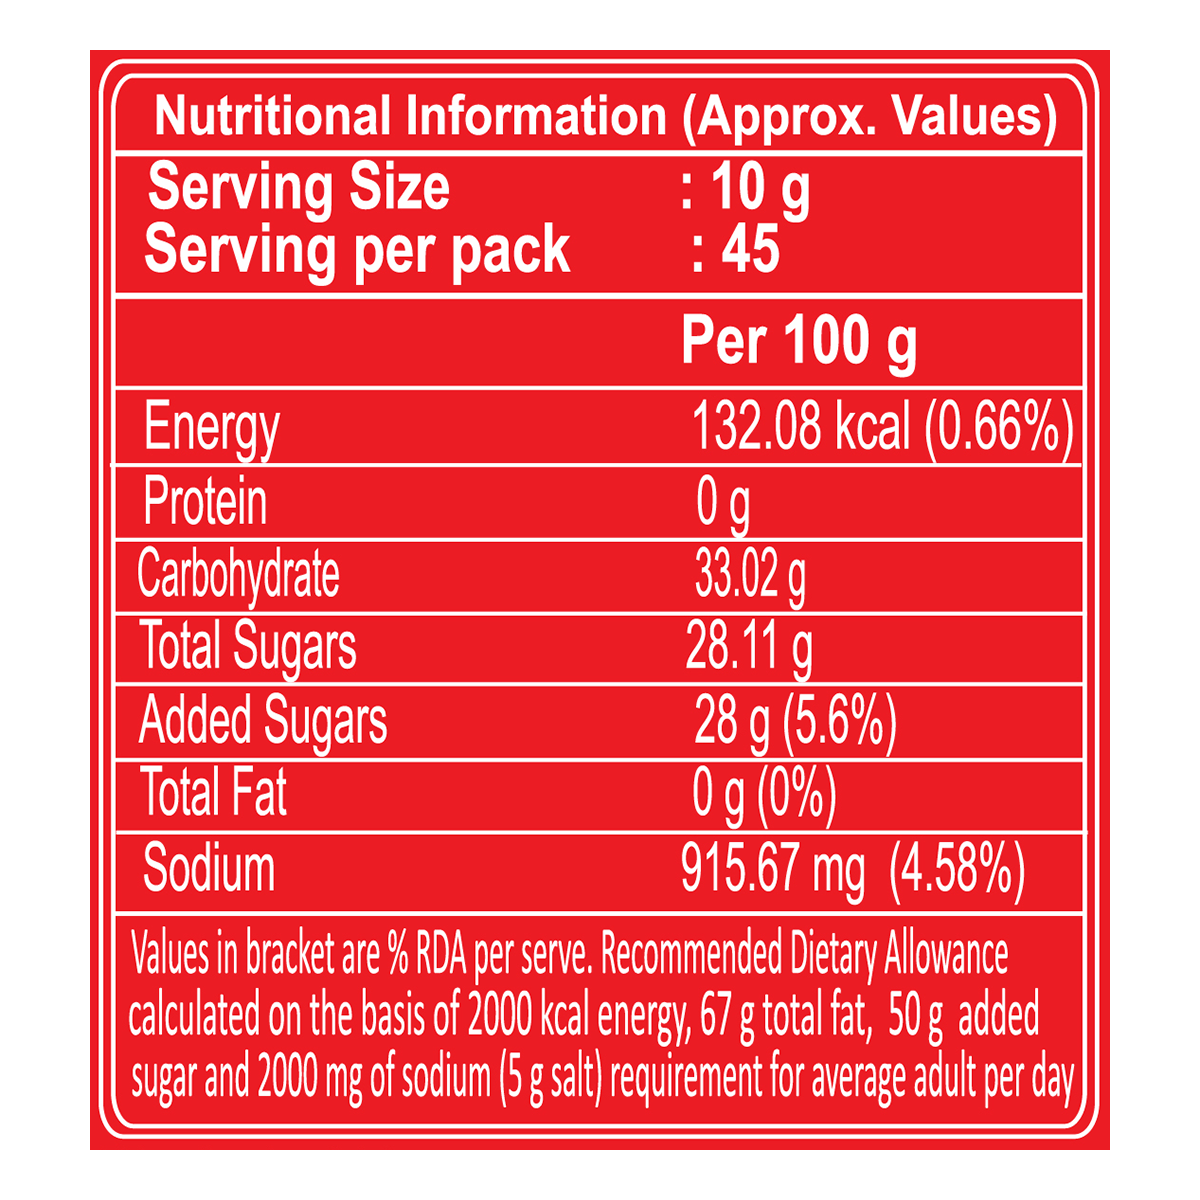 Nutritional Information (Approx. Values)
Serving Size : 10 g
Serving per pack : 45
Per 100 g
Energy 132.08 kcal (0.66%)
Protein 0 g
Carbohydrate 33.02 g
Total Sugars 28.11 g
Added Sugars 28 g (5.6%)
Total Fat 0 g (0%)
Sodium 915.67 mg (4.58%)
Values in bracket are % RDA per serve. Recommended Dietary Allowance
calculated on the basis of 2000 kcal energy, 67 g total fat, 50 g added
sugar and 2000 mg of sodium (5 g salt) requirement for average adult per day